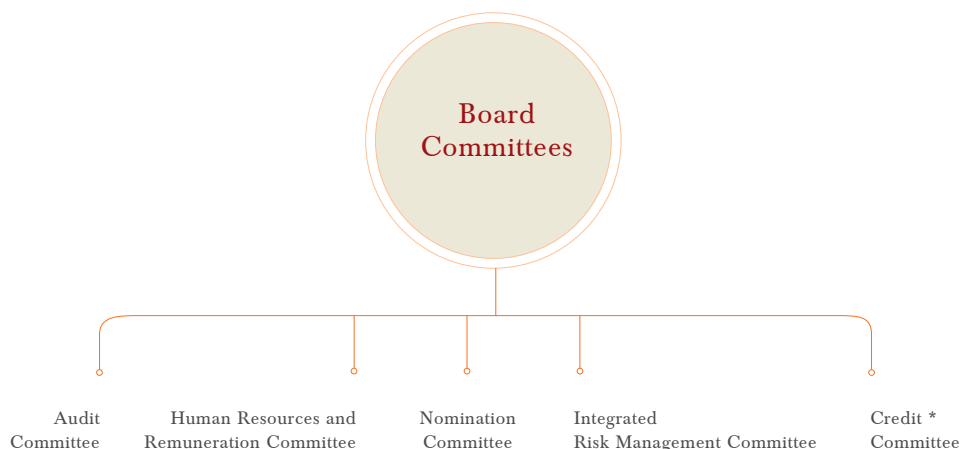 Board
Committees
Audit
Committee
Human Resources and
Remuneration Committee
Nomination
Committee
Integrated
Risk Management Committee
Credit *
Committee